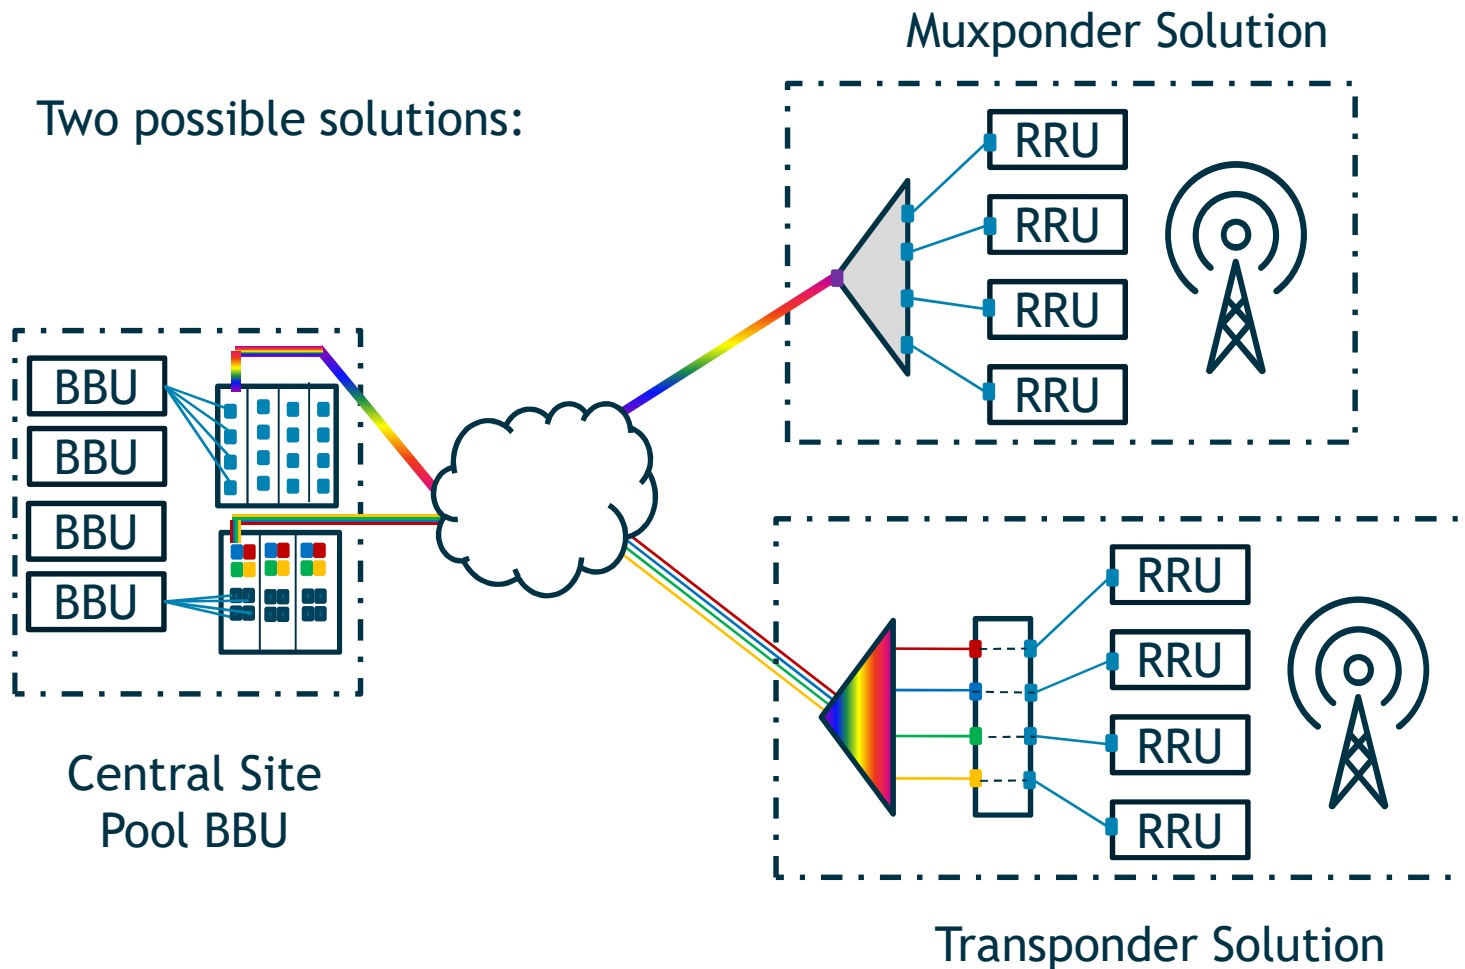 Muxponder Solution
Two possible solutions:
RRU
RRU
RRU
RRU
BBU
BBU
BBU
BBU
Central Site
Pool BBU
RRU
RRU
RRU
RRU
Transponder Solution